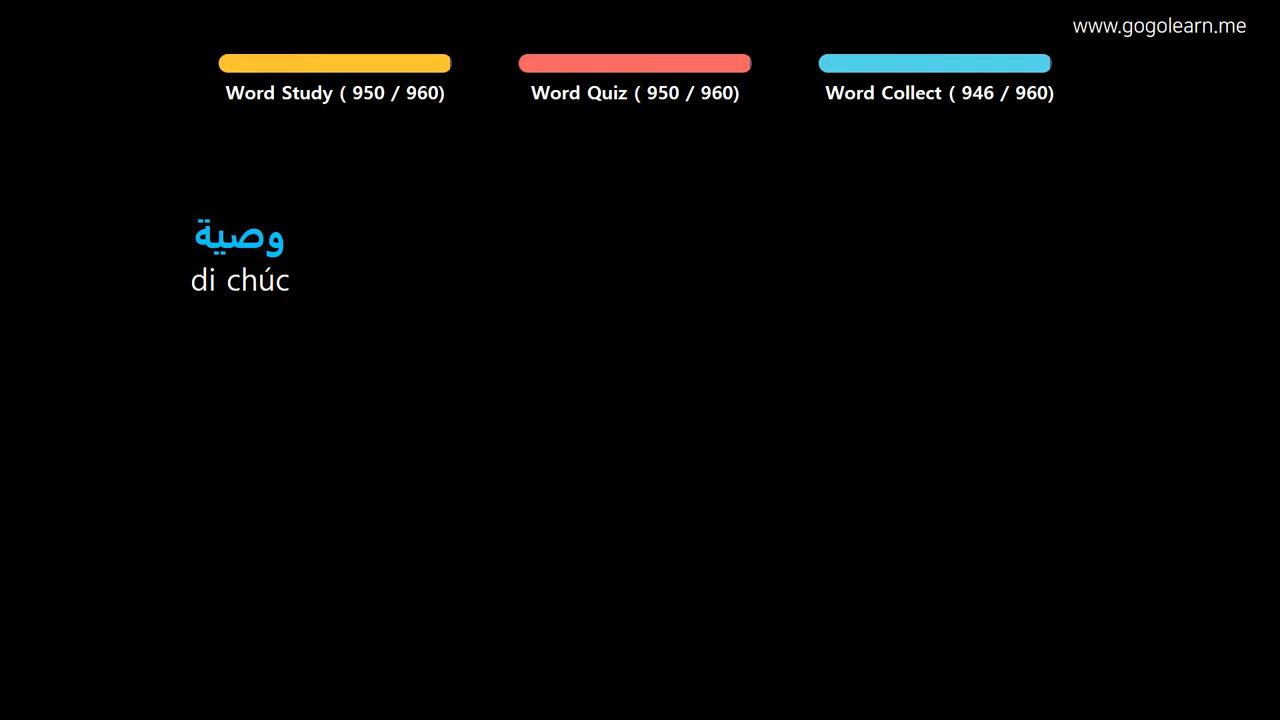 www.gogolearn.me
Word Study ( 950 / 960)
Word Quiz ( 950 / 960)
Word Collect ( 946 / 960)
وصية
di chúc